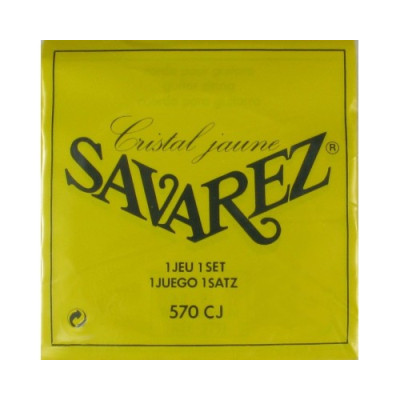 Cristal jaune
SAVAREZ®
1 JEU 1 SET
1 JUEGO 1 SATZ
570 CJ